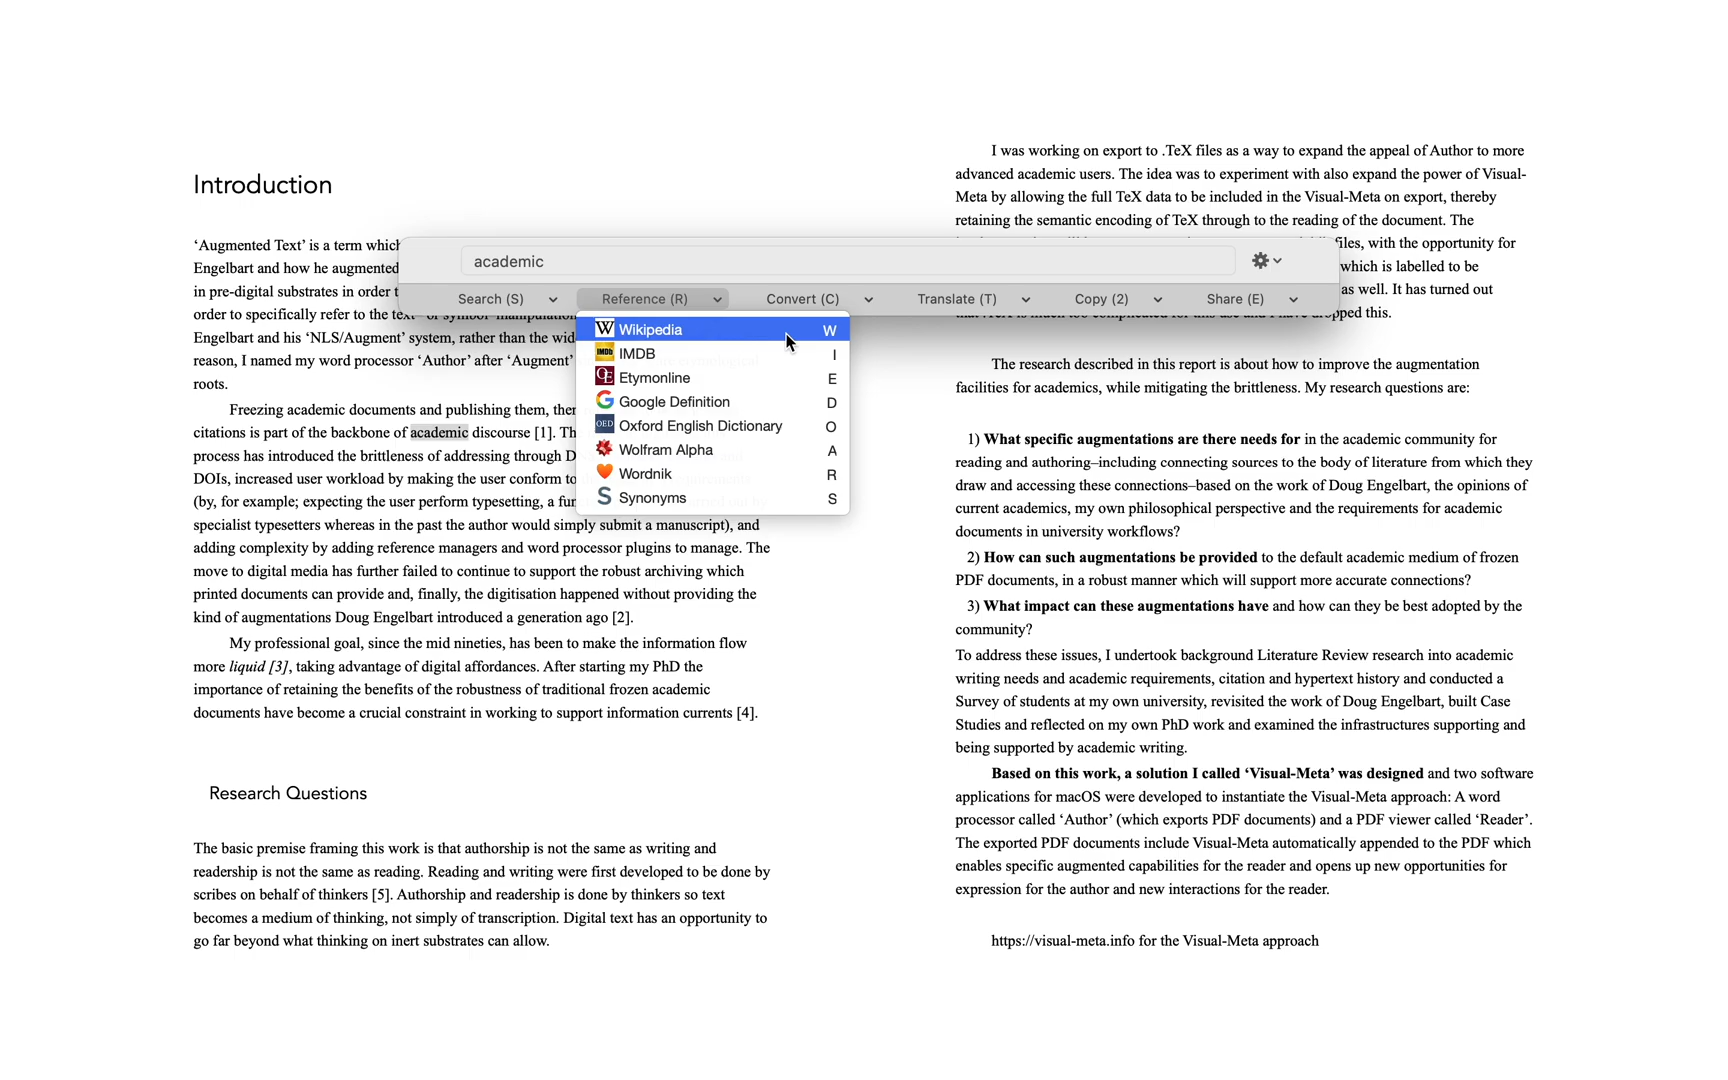 Introduction
‘Augmented Text’ is a term which
Engelbart and how he augmented
in pre-digital substrates in order t
order to specifically refer to the text- or symbol-manipulation
Engelbart and his ‘NLS/Augment’ system, rather than the wid
reason, I named my word processor ‘Author’ after ‘Augment’
roots.
Freezing academic documents and publishing them, ther
citations is part of the backbone of academic discourse [1]. Th
process has introduced the brittleness of addressing through D
DOIs, increased user workload by making the user conform to
(by, for example; expecting the user perform typesetting, a fun
specialist typesetters whereas in the past the author would simply submit a manuscript), and
adding complexity by adding reference managers and word processor plugins to manage. The
move to digital media has further failed to continue to support the robust archiving which
printed documents can provide and, finally, the digitisation happened without providing the
kind of augmentations Doug Engelbart introduced a generation ago [2].
My professional goal, since the mid nineties, has been to make the information flow
more liquid [3], taking advantage of digital affordances. After starting my PhD the
importance of retaining the benefits of the robustness of traditional frozen academic
documents have become a crucial constraint in working to support information currents [4].
Research Questions
The basic premise framing this work is that authorship is not the same as writing and
readership is not the same as reading. Reading and writing were first developed to be done by
scribes on behalf of thinkers [5]. Authorship and readership is done by thinkers so text
becomes a medium of thinking, not simply of transcription. Digital text has an opportunity to
go far beyond what thinking on inert substrates can allow.
academic
Search (S)
Reference (R)
Convert (C)
Translate (T)
Copy (2)
Share (E)
W Wikipedia W
IMDb IMDB I
OE Etymonline E
G Google Definition D
OED Oxford English Dictionary O
Wolfram Alpha A
Wordnik R
S Synonyms S
I was working on export to .TeX files as a way to expand the appeal of Author to more
advanced academic users. The idea was to experiment with also expand the power of Visual-
Meta by allowing the full TeX data to be included in the Visual-Meta on export, thereby
retaining the semantic encoding of TeX through to the reading of the document. The
files, with the opportunity for
which is labelled to be
as well. It has turned out
that .TeX is much too complicated for this use and I have dropped this.
The research described in this report is about how to improve the augmentation
facilities for academics, while mitigating the brittleness. My research questions are:
1) What specific augmentations are there needs for in the academic community for
reading and authoring–including connecting sources to the body of literature from which they
draw and accessing these connections–based on the work of Doug Engelbart, the opinions of
current academics, my own philosophical perspective and the requirements for academic
documents in university workflows?
2) How can such augmentations be provided to the default academic medium of frozen
PDF documents, in a robust manner which will support more accurate connections?
3) What impact can these augmentations have and how can they be best adopted by the
community?
To address these issues, I undertook background Literature Review research into academic
writing needs and academic requirements, citation and hypertext history and conducted a
Survey of students at my own university, revisited the work of Doug Engelbart, built Case
Studies and reflected on my own PhD work and examined the infrastructures supporting and
being supported by academic writing.
Based on this work, a solution I called ‘Visual-Meta’ was designed and two software
applications for macOS were developed to instantiate the Visual-Meta approach: A word
processor called ‘Author’ (which exports PDF documents) and a PDF viewer called ‘Reader’.
The exported PDF documents include Visual-Meta automatically appended to the PDF which
enables specific augmented capabilities for the reader and opens up new opportunities for
expression for the author and new interactions for the reader.
https://visual-meta.info for the Visual-Meta approach